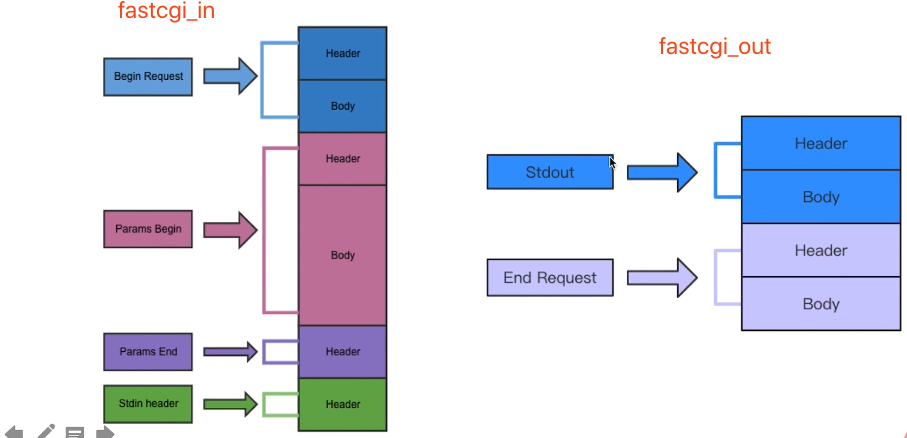 fastcgi_in
Begin Request
Header
Body
Params Begin
Header
Body
Params End
Header
Stdin header
Header
fastcgi_out
Stdout
Header
Body
End Request
Header
Body